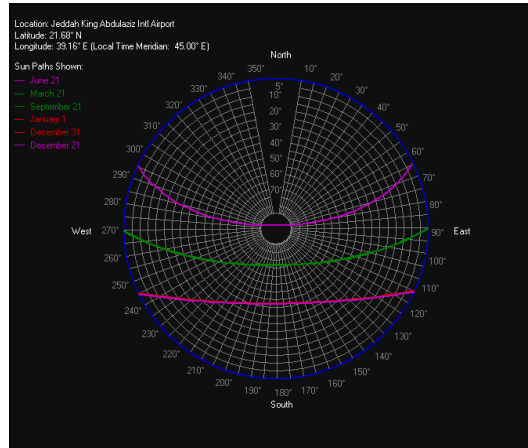 Location: Jeddah King Abdulaziz Intl Airport
Latitude: 21.68° N
Longitude: 39.16° E (Local Time Meridian: 45.00° E)
Sun Paths Shown:
June 21
March 21
September 21
January 1
December 31
December 21
North
350° 10°
340° 5° 20°
330° 10° 30°
320° 20° 40°
310° 30° 50°
300° 40° 60°
50°
290° 60° 70°
280° 70° 80°
West 270° 90° East
260° 100°
250° 110°
240° 120°
230° 130°
220° 140°
210° 150°
200° 160°
190° 180° 170°
South